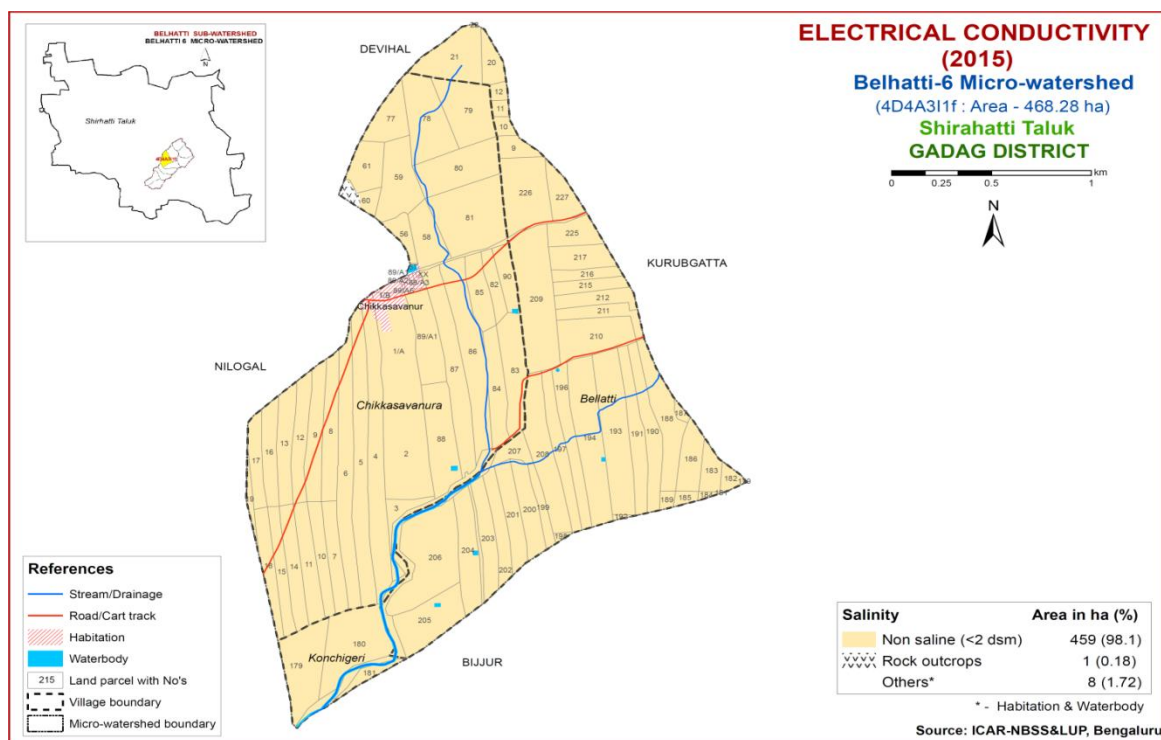 BELHATTI SUB-WATERSHED
BELHATTI 6 MICRO-WATERSHED
N
Shirhatti Taluk
ELECTRICAL CONDUCTIVITY
(2015)
Belhatti-6 Micro-watershed
(4D4A3I1f : Area - 468.28 ha)
Shirahatti Taluk
GADAG DISTRICT
km
0 0.25 0.5 1
N
DEVIHAL
21
20
12
11
10
9
79
78
77
61
60
59
80
226
227
81
56
58
225
217
KURUBGATTA
216
215
212
211
210
90
82
85
209
89/A1
1/B
Chikkasavanur
89/A1
1/A
86
87
83
84
NILOGAL
196
Chikkasavanura
Bellatti
88
2
17
16
13
12
9
8
6
5
4
207
208
197
194
193
191
190
188
187
186
183
182
189
185
192
3
201
200
199
204
203
206
202
205
15
14
11
10
7
180
179
Konchigeri
181
BIJJUR
References
Stream/Drainage
Road/Cart track
Habitation
Waterbody
215 Land parcel with No's
Village boundary
Micro-watershed boundary
Salinity Area in ha (%)
Non saline (<2 dsm) 459 (98.1)
Rock outcrops 1 (0.18)
Others* 8 (1.72)
* - Habitation & Waterbody
Source: ICAR-NBSS&LUP, Bengaluru